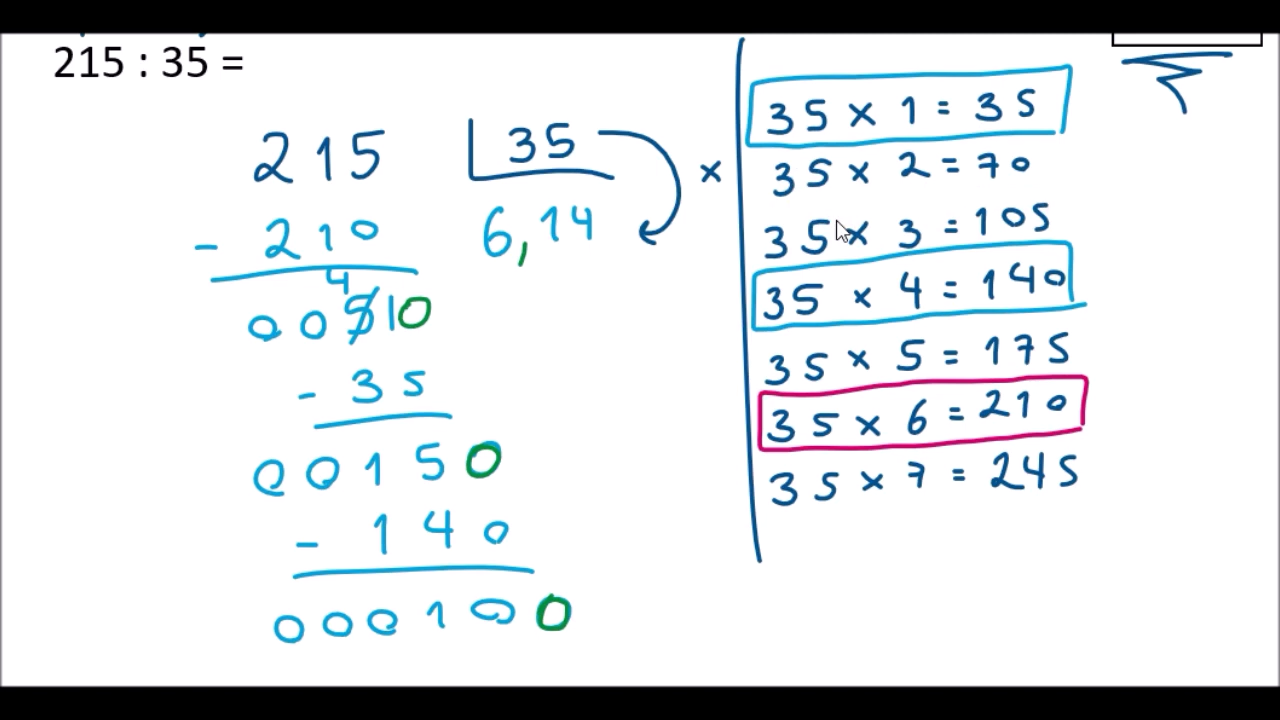 215 : 35 =
215 35
- 210 6,14
4
00510
- 35
00150
- 140
000100
×
35 × 1 = 35
35 × 2 = 70
35 × 3 = 105
35 × 4 = 140
35 × 5 = 175
35 × 6 = 210
35 × 7 = 245